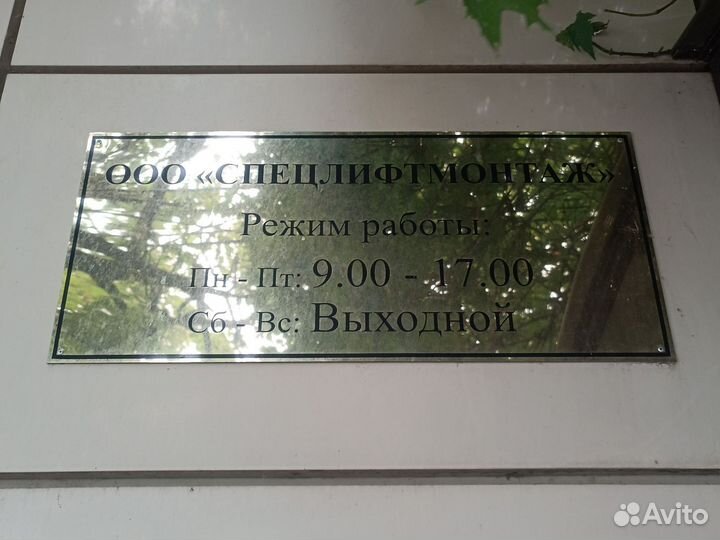 ООО «СПЕЦЛИФТМОНТАЖ»
Режим работы:
Пн - Пт: 9.00 - 17.00
Сб - Вс: Выходной
Avito